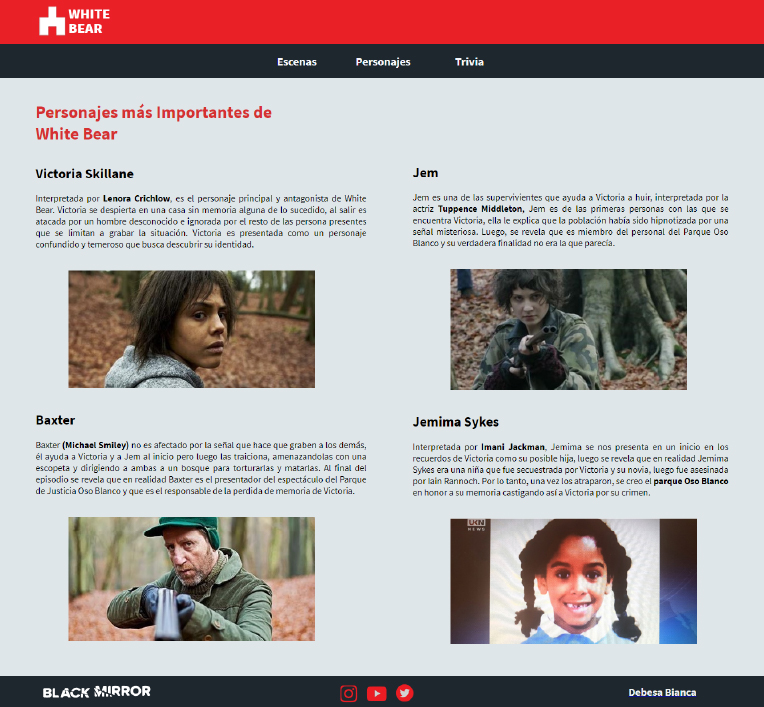 WHITE
BEAR
Escenas
Personajes
Trivia
Personajes más Importantes de
White Bear
Victoria Skillane
Interpretada por Lenora Crichlow, es el personaje principal y antagonista de White
Bear. Victoria se despierta en una casa sin memoria alguna de lo sucedido, al salir es
atacada por un hombre desconocido e ignorada por el resto de las persona presentes
que se limitan a grabar la situación. Victoria es presentada como un personaje
confundido y temeroso que busca descubrir su identidad.
Jem
Jem es una de las supervivientes que ayuda a Victoria a huir, interpretada por la
actriz Tuppence Middleton, Jem es de las primeras personas con las que se
encuentra Victoria, ella le explica que la población había sido hipnotizada por una
señal misteriosa. Luego, se revela que es miembro del personal del Parque Oso
Blanco y su verdadera finalidad no era la que parecía.
Baxter
Baxter (Michael Smiley) no es afectado por la señal que hace que graben a los demás,
él ayuda a Victoria y a Jem al inicio pero luego las traiciona, amenazandolas con una
escopeta y dirigiendo a ambas a un bosque para torturarlas y matarlas. Al final del
episodio se revela que en realidad Baxter es el presentador del espectáculo del Parque
de Justicia Oso Blanco y que es el responsable de la perdida de memoria de Victoria.
Jemima Sykes
Interpretada por Imani Jackman, Jemima se nos presenta en un inicio en los
recuerdos de Victoria como su posible hija, luego se revela que en realidad Jemima
Sykes era una niña que fue secuestrada por Victoria y su novia, luego fue asesinada
por Iain Rannoch. Por lo tanto, una vez los atraparon, se creo el parque Oso Blanco
en honor a su memoria castigando así a Victoria por su crimen.
UKN
NEWS
BLACK MIRROR
Debesa Bianca